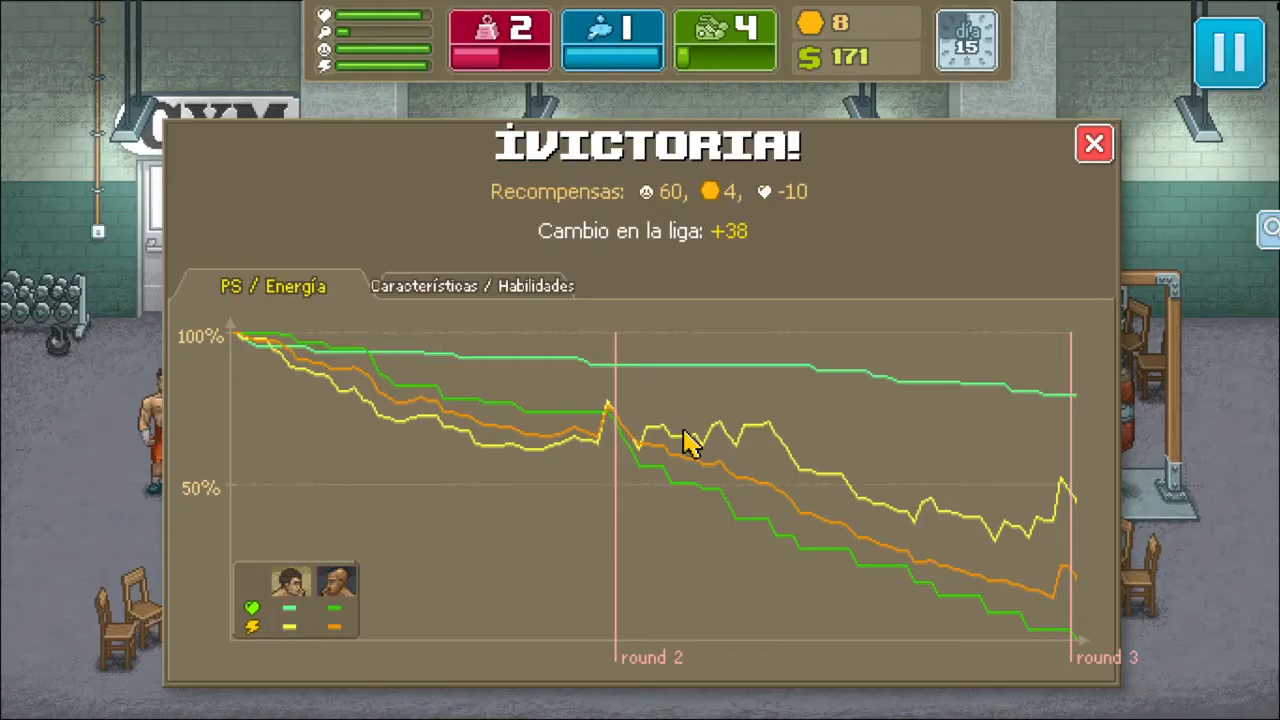 2
1
4
8
171
día
15
GYM
¡VICTORIA!
Recompensas: 60, 4, -10
Cambio en la liga: +38
PS / Energía
Características / Habilidades
100%
50%
round 2
round 3